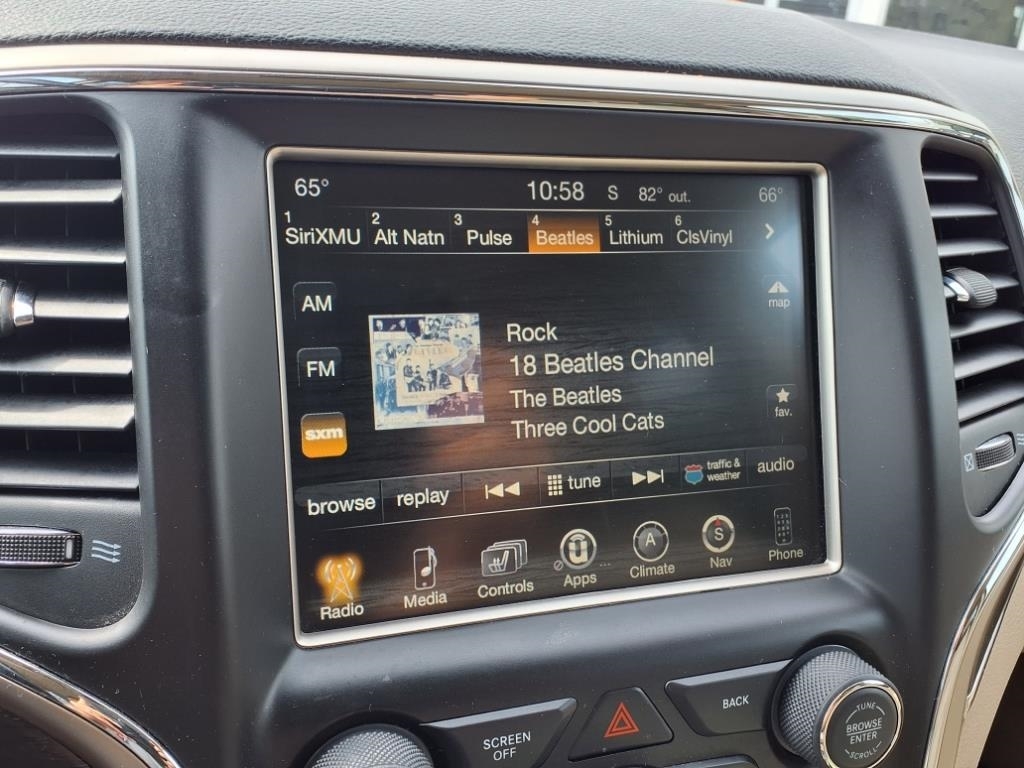 65° 10:58 S 82° out. 66°
1 SiriXMU 2 Alt Natn 3 Pulse 4 Beatles 5 Lithium 6 ClsVinyl
AM
map
FM
Rock
18 Beatles Channel
The Beatles
Three Cool Cats
fav.
sxm
browse replay tune traffic & weather audio
Radio Media Controls Apps A Climate S Nav Phone
SCREEN OFF
BACK
TUNE
BROWSE
ENTER
SCROLL